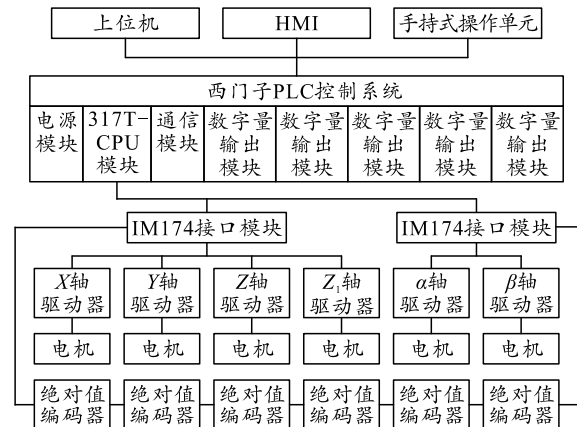 上位机
HMI
手持式操作单元
西门子PLC控制系统
电源
模块
317T-
CPU
模块
通信
模块
数字量
输出
模块
数字量
输出
模块
数字量
输出
模块
数字量
输出
模块
数字量
输出
模块
IM174接口模块
IM174接口模块
X轴
驱动器
Y轴
驱动器
Z轴
驱动器
Z₁轴
驱动器
α轴
驱动器
β轴
驱动器
电机
电机
电机
电机
电机
电机
绝对值
编码器
绝对值
编码器
绝对值
编码器
绝对值
编码器
绝对值
编码器
绝对值
编码器